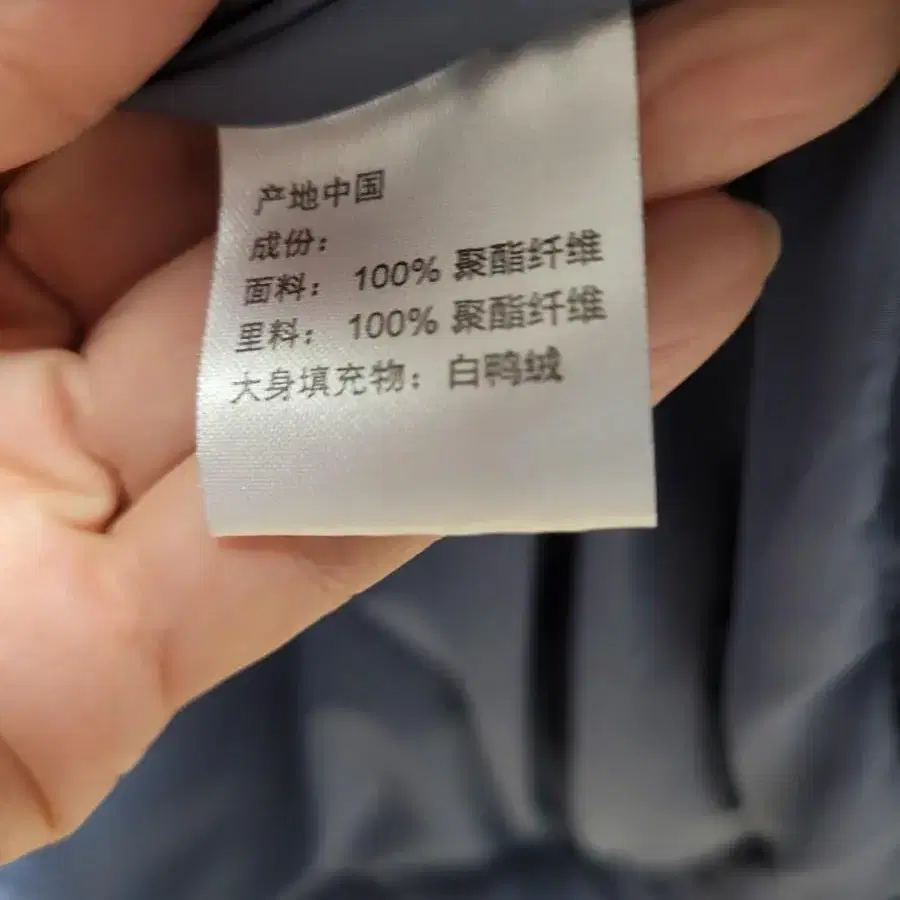 产地中国
成份：
面料： 100% 聚酯纤维
里料： 100% 聚酯纤维
大身填充物： 白鸭绒